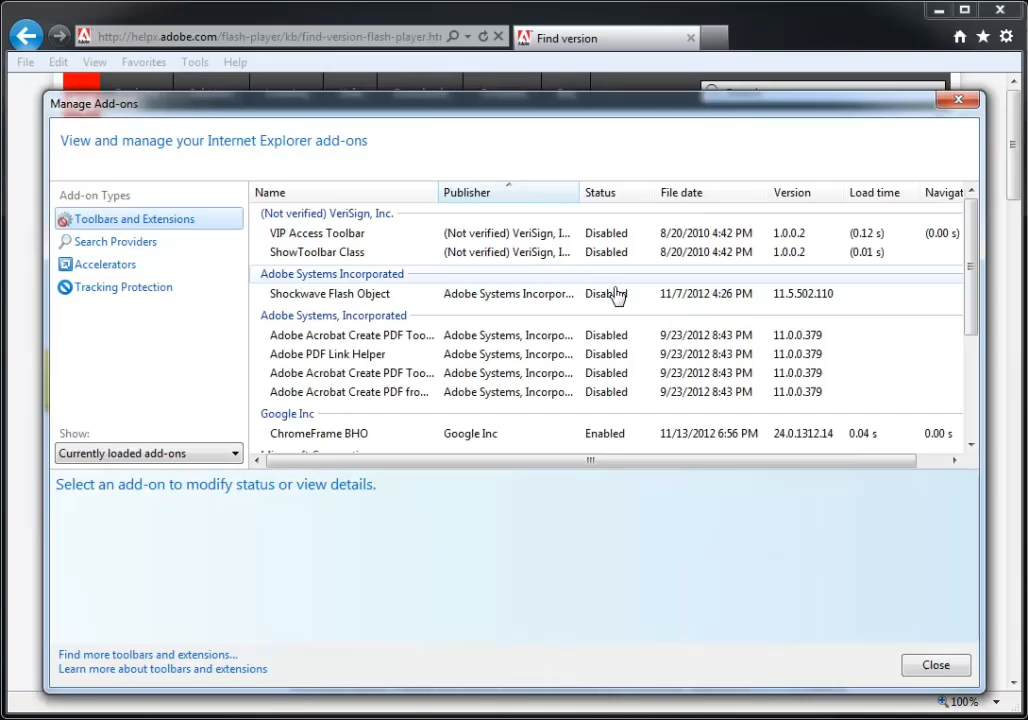 http://helpx.adobe.com/flash-player/kb/find-version-flash-player.ht
Find version
File Edit View Favorites Tools Help
Manage Add-ons
View and manage your Internet Explorer add-ons
Add-on Types
Toolbars and Extensions
Search Providers
Accelerators
Tracking Protection
Show:
Currently loaded add-ons
Name Publisher Status File date Version Load time Navigat
(Not verified) VeriSign, Inc.
VIP Access Toolbar (Not verified) VeriSign, I... Disabled 8/20/2010 4:42 PM 1.0.0.2 (0.12 s) (0.00 s)
ShowToolbar Class (Not verified) VeriSign, I... Disabled 8/20/2010 4:42 PM 1.0.0.2 (0.01 s)
Adobe Systems Incorporated
Shockwave Flash Object Adobe Systems Incorpor... Disabled 11/7/2012 4:26 PM 11.5.502.110
Adobe Systems, Incorporated
Adobe Acrobat Create PDF Too... Adobe Systems, Incorpo... Disabled 9/23/2012 8:43 PM 11.0.0.379
Adobe PDF Link Helper Adobe Systems, Incorpo... Disabled 9/23/2012 8:43 PM 11.0.0.379
Adobe Acrobat Create PDF Too... Adobe Systems, Incorpo... Disabled 9/23/2012 8:43 PM 11.0.0.379
Adobe Acrobat Create PDF fro... Adobe Systems, Incorpo... Disabled 9/23/2012 8:43 PM 11.0.0.379
Google Inc
ChromeFrame BHO Google Inc Enabled 11/13/2012 6:56 PM 24.0.1312.14 0.04 s 0.00 s
Select an add-on to modify status or view details.
Find more toolbars and extensions...
Learn more about toolbars and extensions
Close
100%